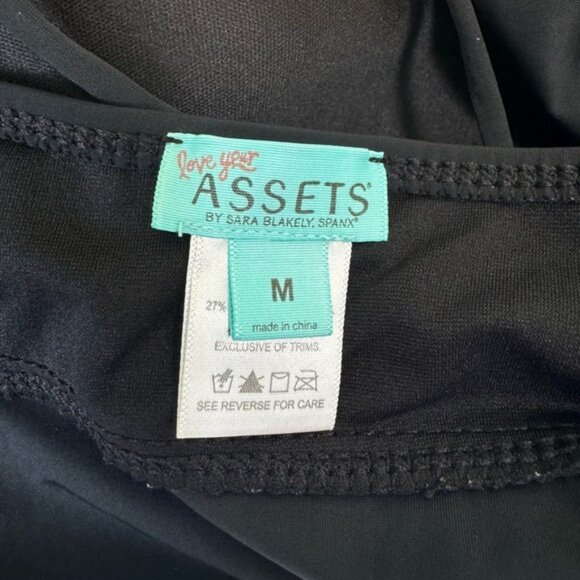 love your
ASSETS®
BY SARA BLAKELY, SPANX®
M
27%
made in china
EXCLUSIVE OF TRIMS.
SEE REVERSE FOR CARE